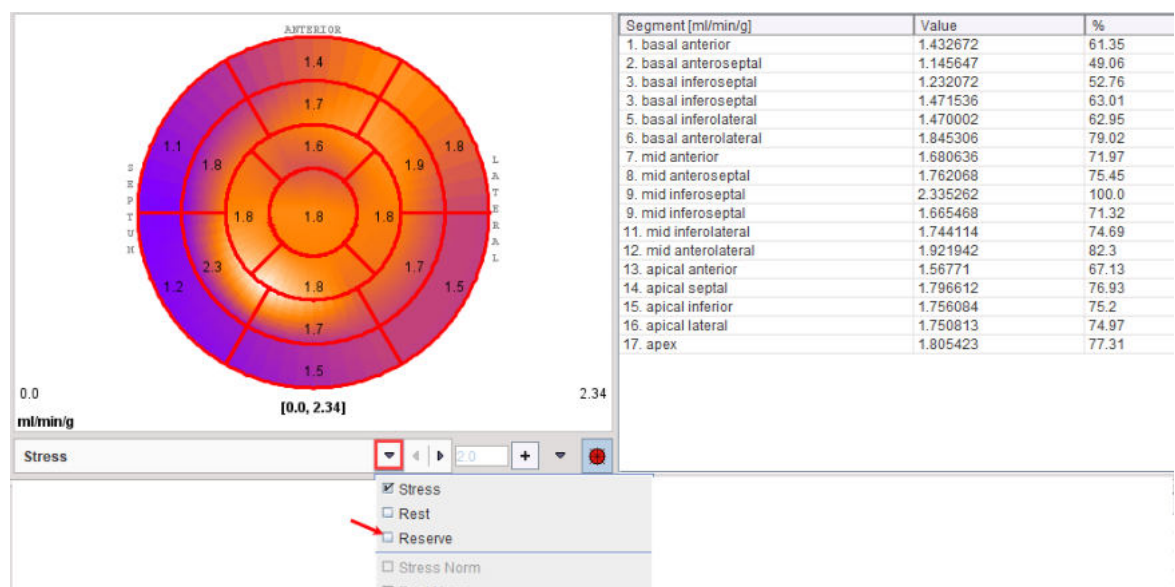 ANTERIOR
1.4
1.7
1.6
1.1
1.8
1.9
1.8
1.8
1.8
1.8
2.3
1.8
1.7
1.2
1.5
1.7
1.5
SEPTUM
LATERAL
0.0
2.34
[0.0, 2.34]
ml/min/g
Segment [ml/min/g] Value %
1. basal anterior 1.432672 61.35
2. basal anteroseptal 1.145647 49.06
3. basal inferoseptal 1.232072 52.76
3. basal inferoseptal 1.471536 63.01
5. basal inferolateral 1.470002 62.95
6. basal anterolateral 1.845306 79.02
7. mid anterior 1.680636 71.97
8. mid anteroseptal 1.762068 75.45
9. mid inferoseptal 2.335262 100.0
9. mid inferoseptal 1.665468 71.32
11. mid inferolateral 1.744114 74.69
12. mid anterolateral 1.921942 82.3
13. apical anterior 1.56771 67.13
14. apical septal 1.796612 76.93
15. apical inferior 1.756084 75.2
16. apical lateral 1.750813 74.97
17. apex 1.805423 77.31
Stress 2.0 +
Stress
Rest
Reserve
Stress Norm